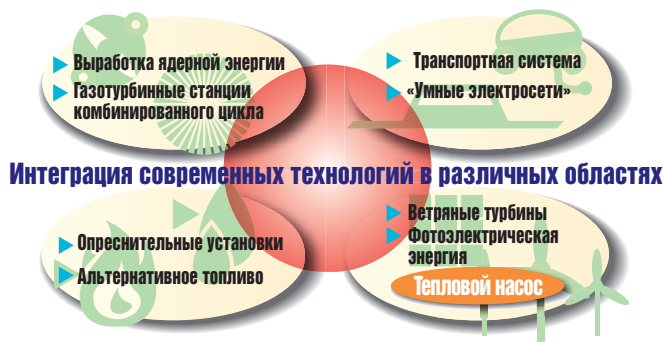 Выработка ядерной энергии
Газотурбинные станции
комбинированного цикла
Транспортная система
«Умные электросети»
Интеграция современных технологий в различных областях
Опреснительные установки
Альтернативное топливо
Ветряные турбины
Фотоэлектрическая
энергия
Тепловой насос